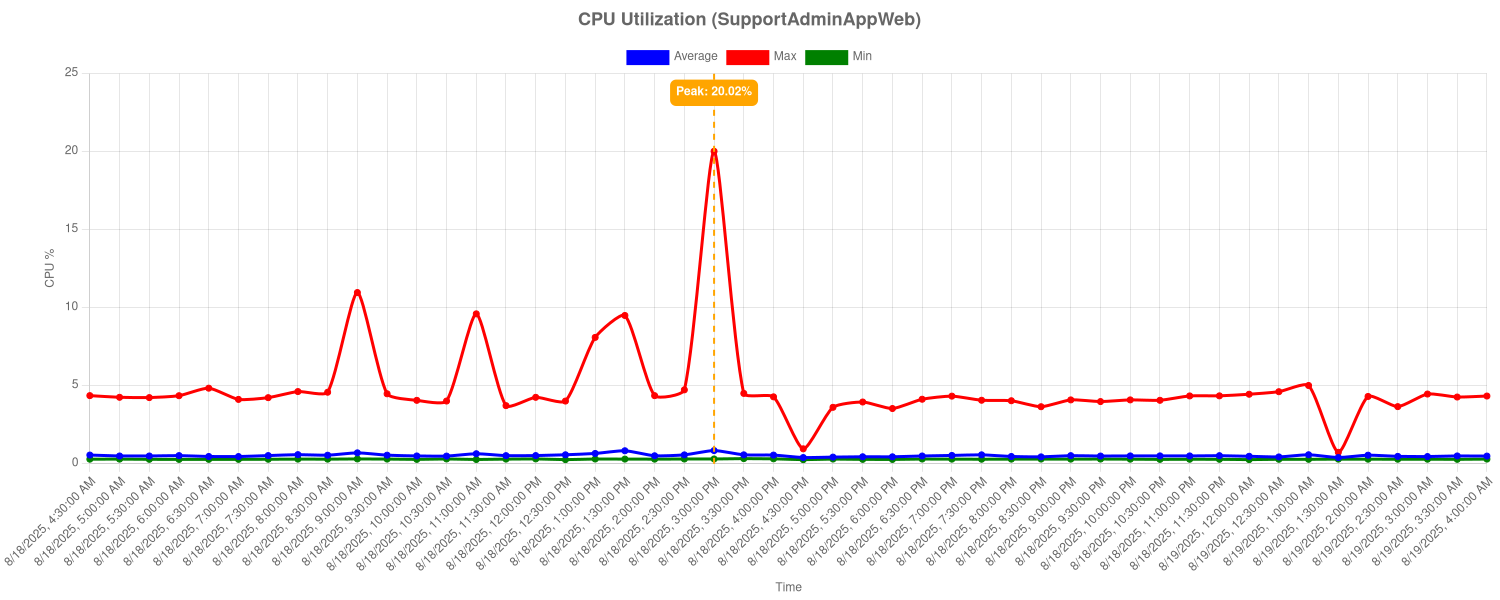 CPU Utilization (SupportAdminAppWeb)
Average Max Min
Peak: 20.02%
CPU %
25
20
15
10
5
0
8/18/2025, 4:30:00 AM
8/18/2025, 5:00:00 AM
8/18/2025, 5:30:00 AM
8/18/2025, 6:00:00 AM
8/18/2025, 6:30:00 AM
8/18/2025, 7:00:00 AM
8/18/2025, 7:30:00 AM
8/18/2025, 8:00:00 AM
8/18/2025, 8:30:00 AM
8/18/2025, 9:00:00 AM
8/18/2025, 9:30:00 AM
8/18/2025, 10:00:00 AM
8/18/2025, 10:30:00 AM
8/18/2025, 11:00:00 AM
8/18/2025, 11:30:00 AM
8/18/2025, 12:00:00 PM
8/18/2025, 12:30:00 PM
8/18/2025, 1:00:00 PM
8/18/2025, 1:30:00 PM
8/18/2025, 2:00:00 PM
8/18/2025, 2:30:00 PM
8/18/2025, 3:00:00 PM
8/18/2025, 3:30:00 PM
8/18/2025, 4:00:00 PM
8/18/2025, 4:30:00 PM
8/18/2025, 5:00:00 PM
8/18/2025, 5:30:00 PM
8/18/2025, 6:00:00 PM
8/18/2025, 6:30:00 PM
8/18/2025, 7:00:00 PM
8/18/2025, 7:30:00 PM
8/18/2025, 8:00:00 PM
8/18/2025, 8:30:00 PM
8/18/2025, 9:00:00 PM
8/18/2025, 9:30:00 PM
8/18/2025, 10:00:00 PM
8/18/2025, 10:30:00 PM
8/18/2025, 11:00:00 PM
8/18/2025, 11:30:00 PM
8/19/2025, 12:00:00 AM
8/19/2025, 12:30:00 AM
8/19/2025, 1:00:00 AM
8/19/2025, 1:30:00 AM
8/19/2025, 2:00:00 AM
8/19/2025, 2:30:00 AM
8/19/2025, 3:00:00 AM
8/19/2025, 3:30:00 AM
8/19/2025, 4:00:00 AM
Time